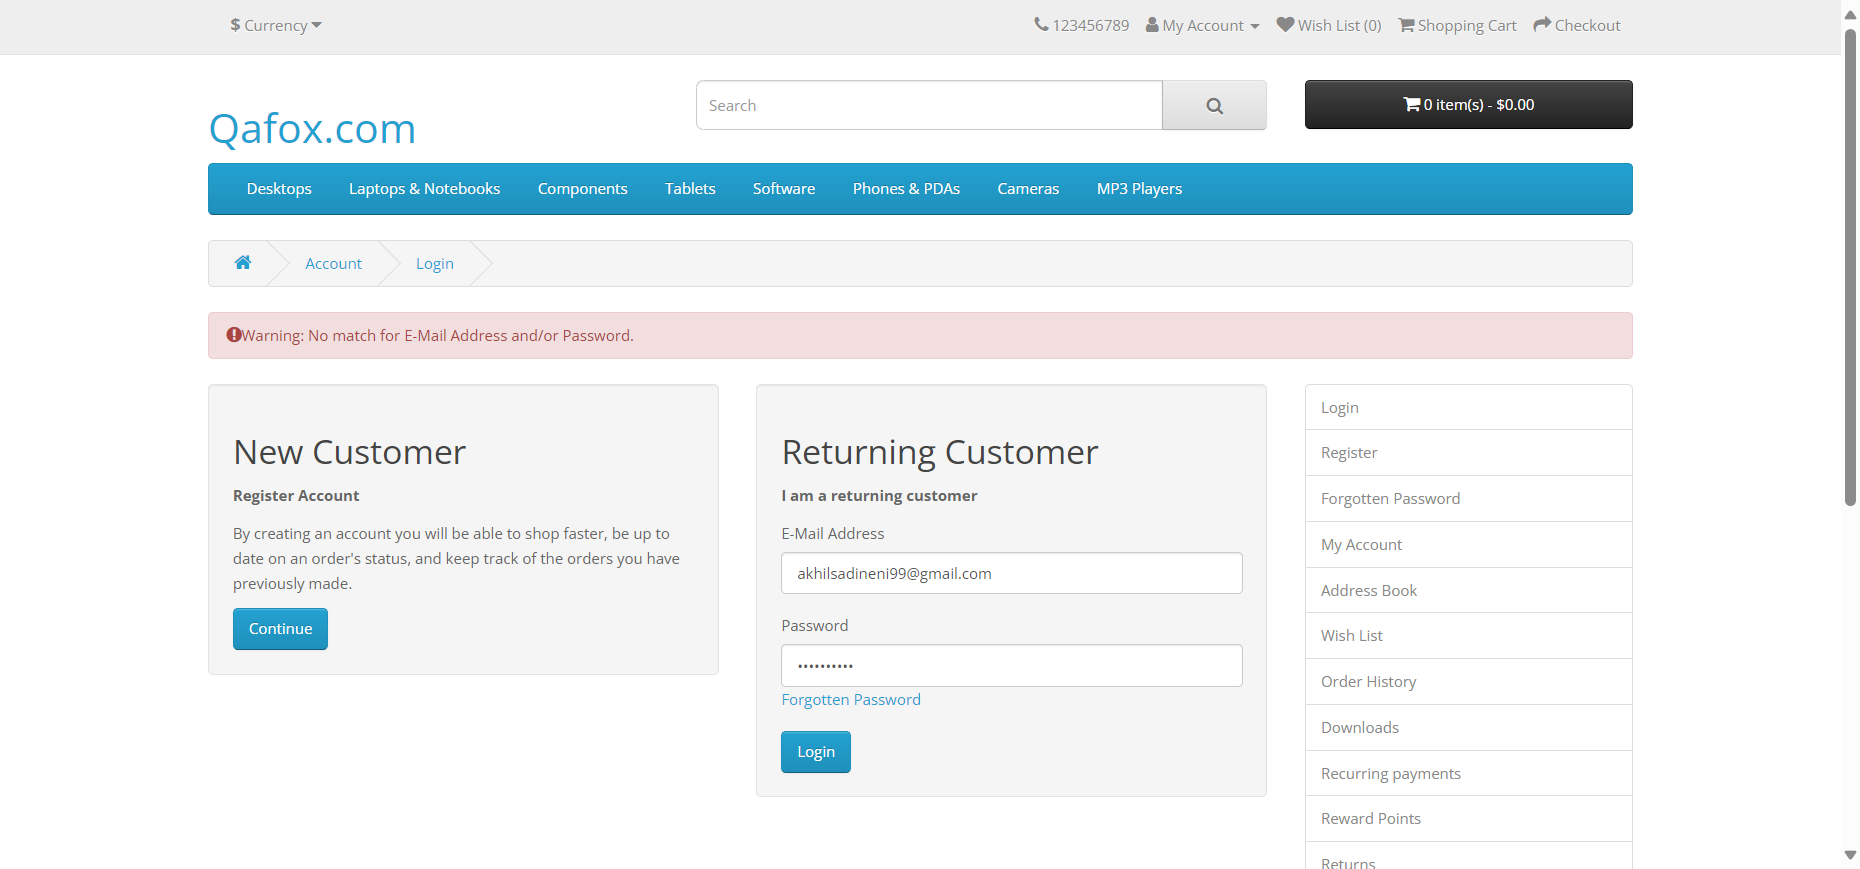 $ Currency
123456789 My Account Wish List (0) Shopping Cart Checkout
Qafox.com
Search
0 item(s) - $0.00
Desktops Laptops & Notebooks Components Tablets Software Phones & PDAs Cameras MP3 Players
Account Login
Warning: No match for E-Mail Address and/or Password.
New Customer
Register Account
By creating an account you will be able to shop faster, be up to
date on an order's status, and keep track of the orders you have
previously made.
Continue
Returning Customer
I am a returning customer
E-Mail Address
akhilsadineni99@gmail.com
Password
••••••••••
Forgotten Password
Login
Login
Register
Forgotten Password
My Account
Address Book
Wish List
Order History
Downloads
Recurring payments
Reward Points
Returns